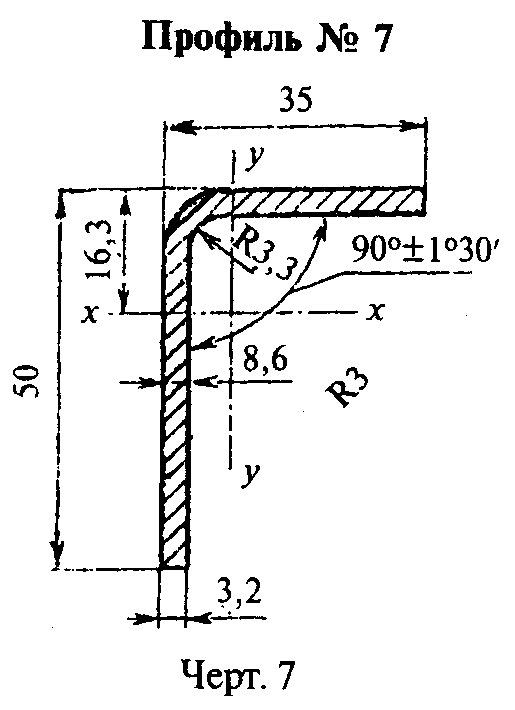 Профиль № 7
35
y
16,3
R3,3
90°±1°30′
x
x
50
8,6
R3
y
3,2
Черт. 7